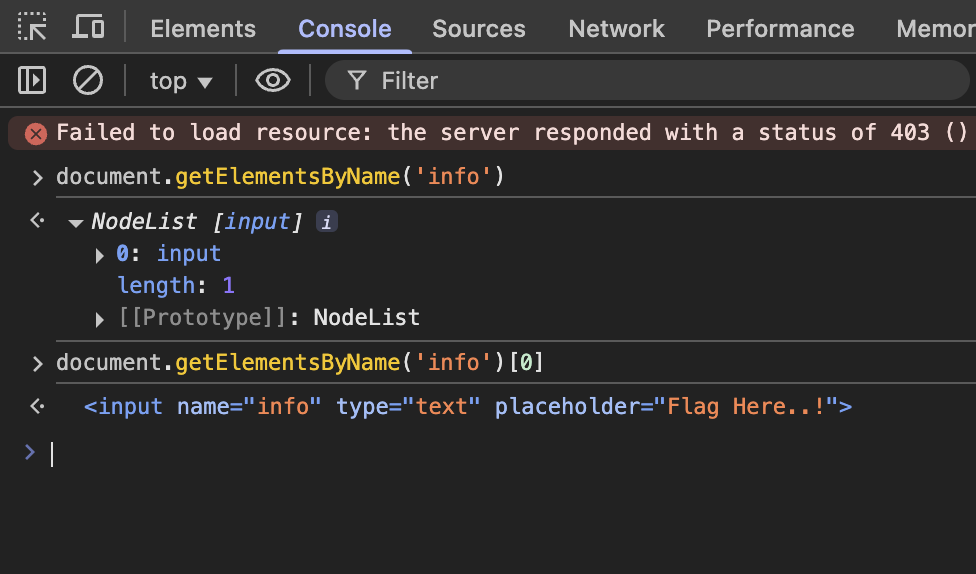 Elements Console Sources Network Performance Memor
top Filter
Failed to load resource: the server responded with a status of 403 ()
document.getElementsByName('info')
NodeList [input] i
0: input
length: 1
[[Prototype]]: NodeList
document.getElementsByName('info')[0]
<input name="info" type="text" placeholder="Flag Here..!">